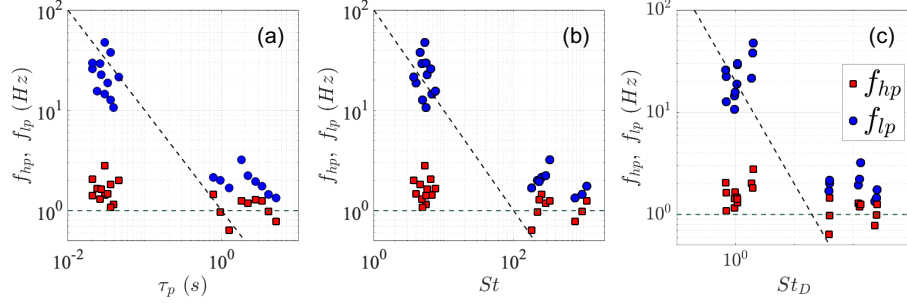 (a)
10^2
10^1
10^0
f_hp, f_lp (Hz)
10^-2
10^0
τ_p (s)
(b)
10^2
10^1
10^0
f_hp, f_lp (Hz)
10^0
10^2
St
(c)
10^2
10^1
10^0
f_hp, f_lp (Hz)
10^0
St_D
f_hp
f_lp